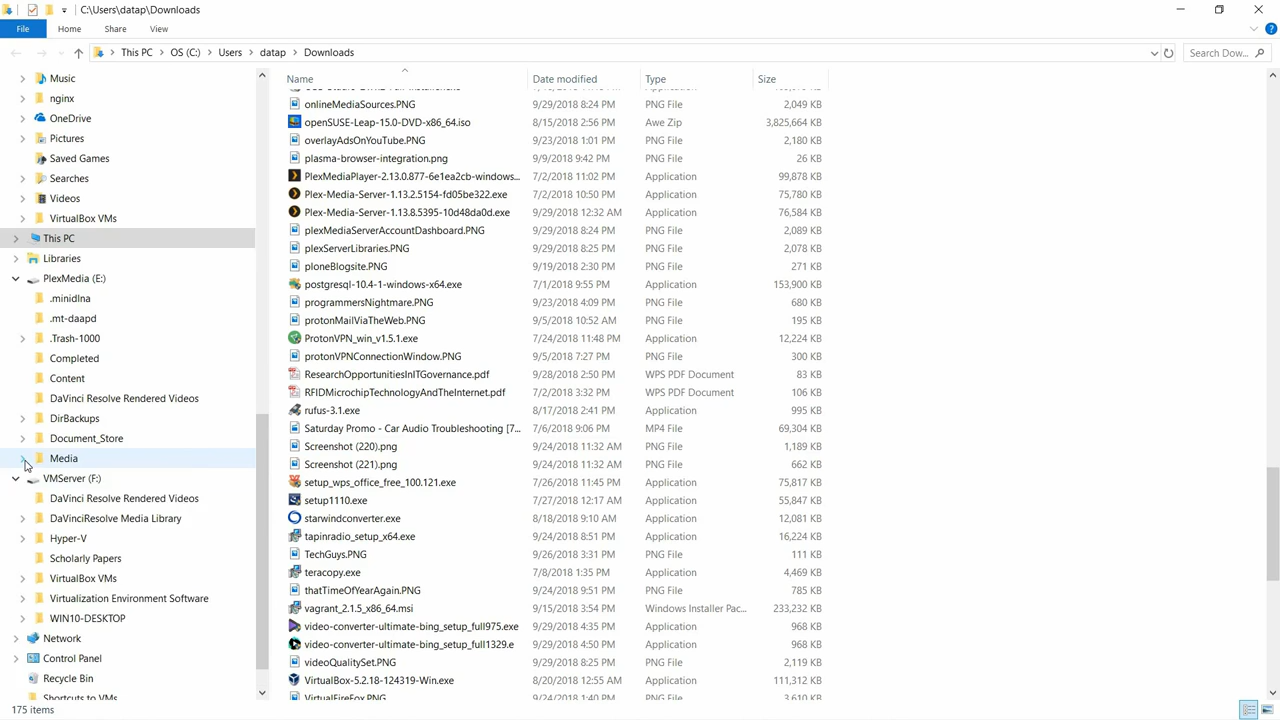 C:\Users\datap\Downloads
File Home Share View
This PC OS (C:) Users datap Downloads Search Dow...
Name Date modified Type Size
Music
nginx
OneDrive
Pictures
Saved Games
Searches
Videos
VirtualBox VMs
This PC
Libraries
PlexMedia (E:)
.minidlna
.mt-daapd
.Trash-1000
Completed
Content
DaVinci Resolve Rendered Videos
DirBackups
Document_Store
Media
VMServer (F:)
DaVinci Resolve Rendered Videos
DaVinciResolve Media Library
Hyper-V
Scholarly Papers
VirtualBox VMs
Virtualization Environment Software
WIN10-DESKTOP
Network
Control Panel
Recycle Bin
Shortcuts to VMs
onlineMediaSources.PNG 9/29/2018 8:24 PM PNG File 2,049 KB
openSUSE-Leap-15.0-DVD-x86_64.iso 8/15/2018 2:56 PM Awe Zip 3,825,664 KB
overlayAdsOnYouTube.PNG 9/23/2018 1:01 PM PNG File 2,180 KB
plasma-browser-integration.png 9/9/2018 9:42 PM PNG File 26 KB
PlexMediaPlayer-2.13.0.877-6e1ea2cb-windows... 7/2/2018 11:02 PM Application 99,878 KB
Plex-Media-Server-1.13.2.5154-fd05be322.exe 7/2/2018 10:50 PM Application 75,780 KB
Plex-Media-Server-1.13.8.5395-10d48da0d.exe 9/29/2018 12:32 AM Application 76,584 KB
plexMediaServerAccountDashboard.PNG 9/29/2018 8:24 PM PNG File 2,089 KB
plexServerLibraries.PNG 9/29/2018 8:25 PM PNG File 2,078 KB
ploneBlogsite.PNG 9/19/2018 2:30 PM PNG File 271 KB
postgresql-10.4-1-windows-x64.exe 7/1/2018 9:55 PM Application 153,900 KB
programmersNightmare.PNG 9/23/2018 4:09 PM PNG File 680 KB
protonMailViaTheWeb.PNG 9/5/2018 10:52 AM PNG File 195 KB
ProtonVPN_win_v1.5.1.exe 7/24/2018 11:48 PM Application 12,224 KB
protonVPNConnectionWindow.PNG 9/5/2018 7:27 PM PNG File 300 KB
ResearchOpportunitiesInITGovernance.pdf 9/28/2018 2:50 PM WPS PDF Document 83 KB
RFIDMicrochipTechnologyAndTheInternet.pdf 7/2/2018 3:32 PM WPS PDF Document 106 KB
rufus-3.1.exe 8/17/2018 2:41 PM Application 995 KB
Saturday Promo - Car Audio Troubleshooting [7... 7/6/2018 9:06 PM MP4 File 69,304 KB
Screenshot (220).png 9/24/2018 11:32 AM PNG File 1,189 KB
Screenshot (221).png 9/24/2018 11:32 AM PNG File 662 KB
setup_wps_office_free_100.121.exe 7/26/2018 11:45 PM Application 75,817 KB
setup1110.exe 7/27/2018 12:17 AM Application 55,847 KB
starwindconverter.exe 8/18/2018 9:10 AM Application 12,081 KB
tapinradio_setup_x64.exe 9/24/2018 8:51 PM Application 16,224 KB
TechGuys.PNG 9/26/2018 3:31 PM PNG File 111 KB
teracopy.exe 7/8/2018 1:35 PM Application 4,469 KB
thatTimeOfYearAgain.PNG 9/24/2018 9:51 PM PNG File 785 KB
vagrant_2.1.5_x86_64.msi 9/15/2018 3:54 PM Windows Installer Pac... 233,232 KB
video-converter-ultimate-bing_setup_full975.exe 9/29/2018 4:35 PM Application 968 KB
video-converter-ultimate-bing_setup_full1329.e 9/29/2018 4:50 PM Application 968 KB
videoQualitySet.PNG 9/29/2018 8:25 PM PNG File 2,119 KB
VirtualBox-5.2.18-124319-Win.exe 8/20/2018 12:55 AM Application 111,312 KB
VirtualFireFox.PNG 9/24/2018 1:40 PM PNG File 3,610 KB
175 items